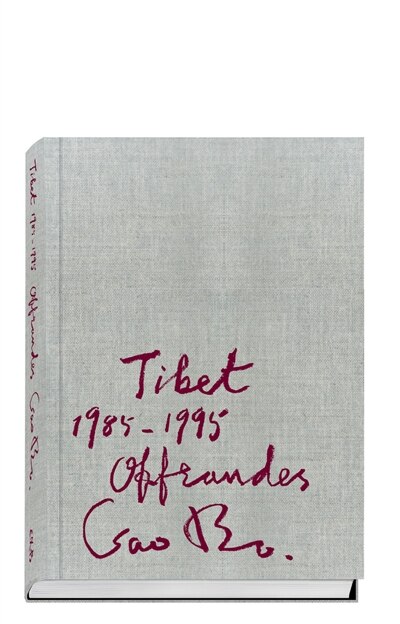 Tibet 1985-1995 Offrandes Gao Bo.
Tibet
1985-1995
Offrandes
Gao Bo.